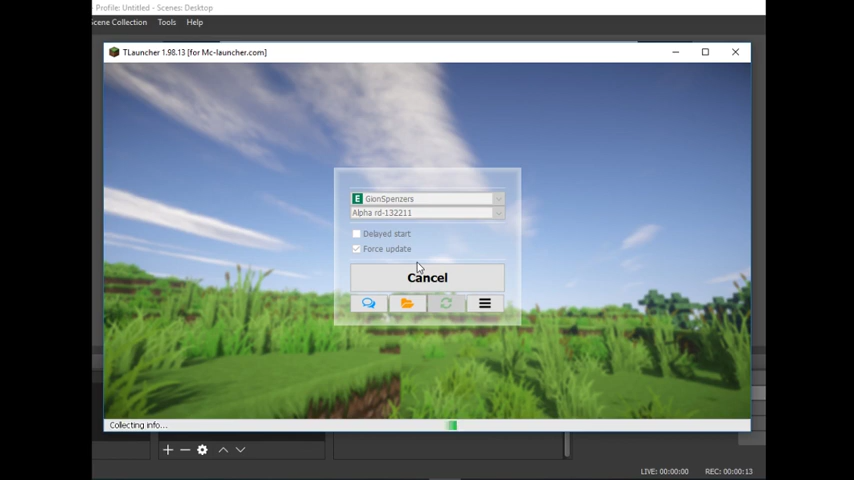 - Profile: Untitled - Scenes: Desktop
Scene Collection Tools Help
TLauncher 1.98.13 [for Mc-launcher.com]
E GionSpenzers
Alpha rd-132211
Delayed start
Force update
Cancel
Collecting info...
LIVE: 00:00:00 REC: 00:00:13